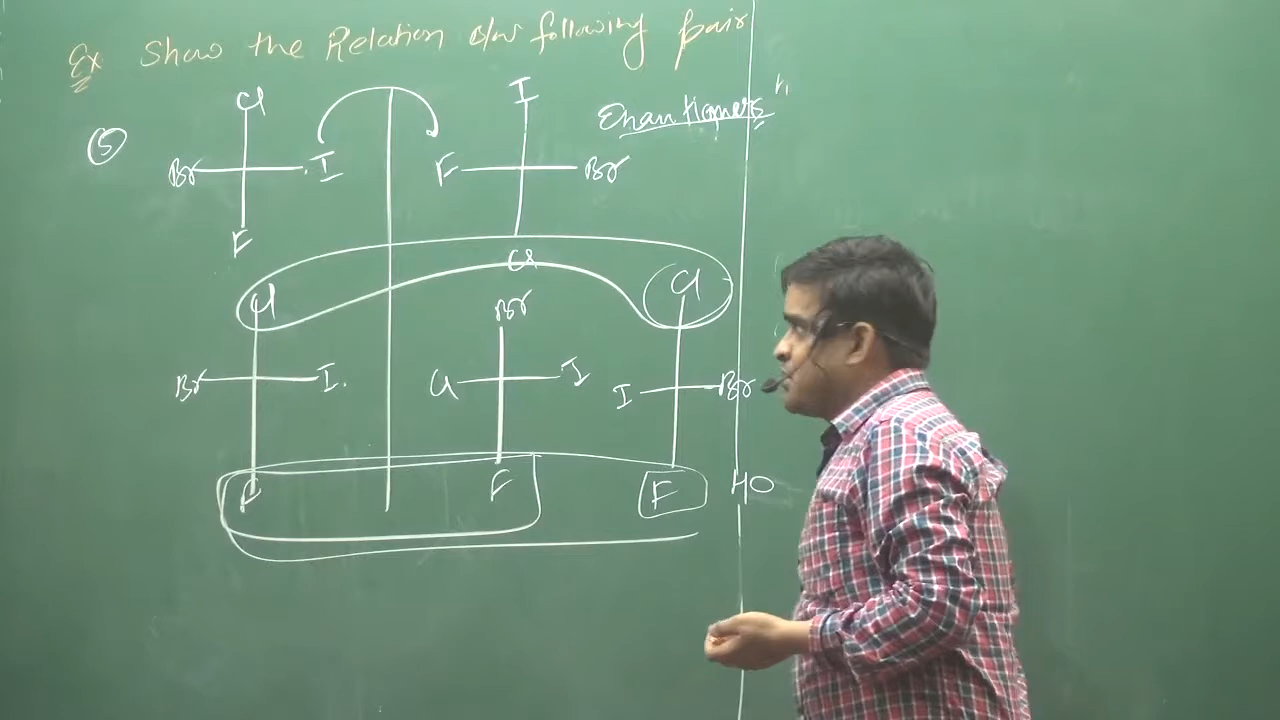 Ex Show the Relation b/w following pair
Cl I Enantiomers
5 Br I F Br
F Cl
Cl Br Cl
Br I Cl I I Br
F F F HO